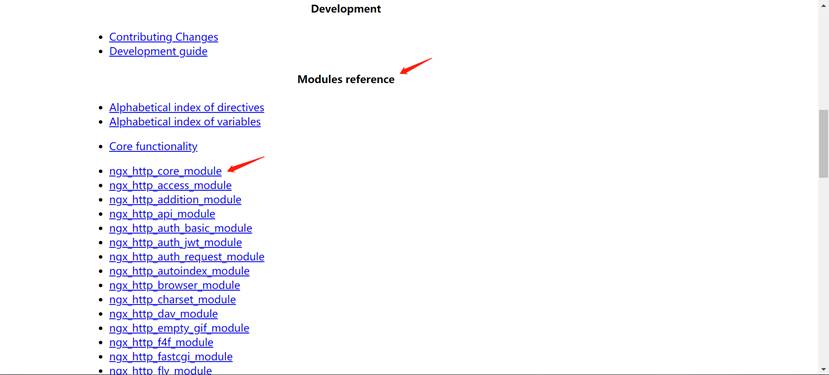 Development
Contributing Changes
Development guide
Modules reference
Alphabetical index of directives
Alphabetical index of variables
Core functionality
ngx_http_core_module
ngx_http_access_module
ngx_http_addition_module
ngx_http_api_module
ngx_http_auth_basic_module
ngx_http_auth_jwt_module
ngx_http_auth_request_module
ngx_http_autoindex_module
ngx_http_browser_module
ngx_http_charset_module
ngx_http_dav_module
ngx_http_empty_gif_module
ngx_http_f4f_module
ngx_http_fastcgi_module
ngx_http_flv_module